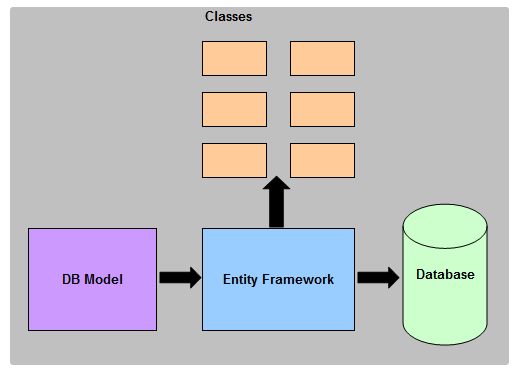 Classes
DB Model
Entity Framework
Database